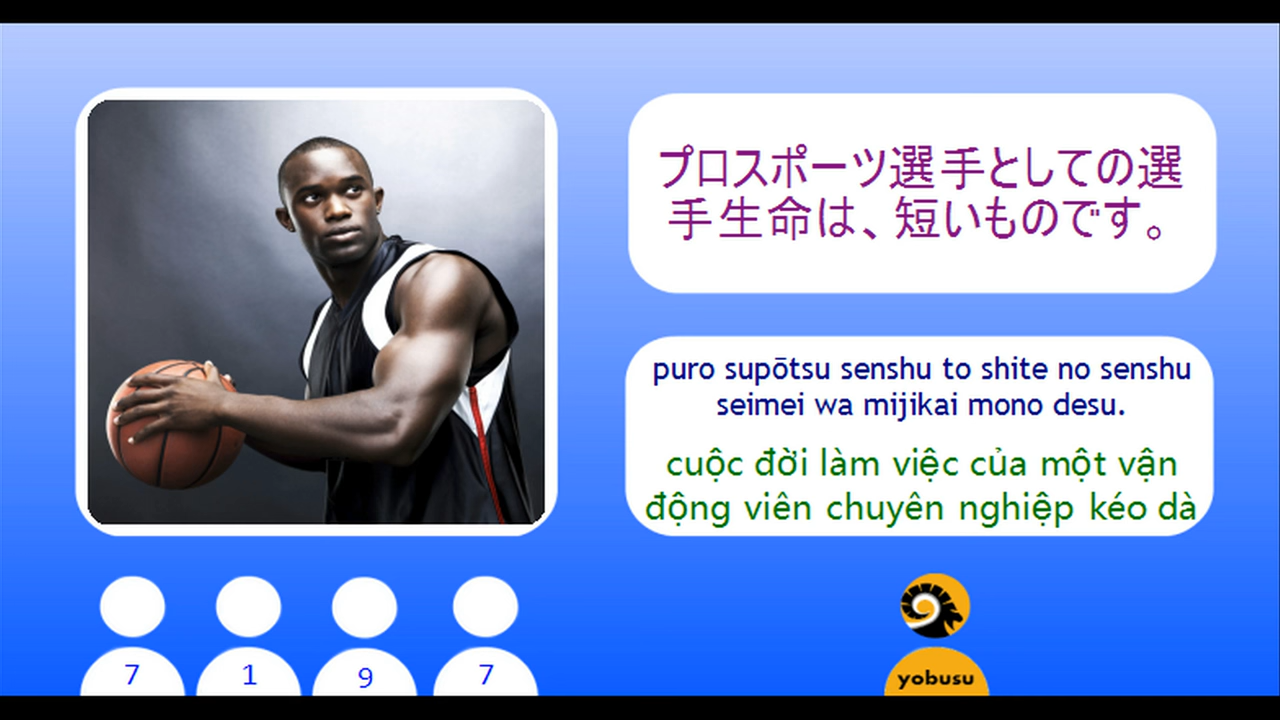 プロスポーツ選手としての選
手生命は、短いものです。
puro supōtsu senshu to shite no senshu
seimei wa mijikai mono desu.
cuộc đời làm việc của một vận
động viên chuyên nghiệp kéo dà
7 1 9 7
yobusu